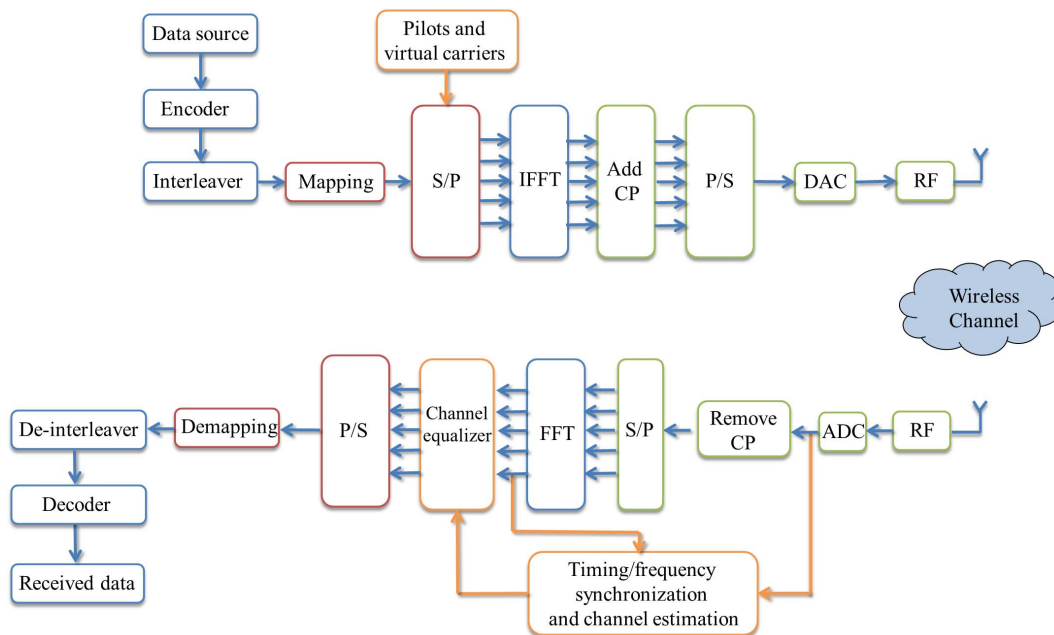 Data source
Pilots and
virtual carriers
Encoder
Interleaver
Mapping
S/P
IFFT
Add
CP
P/S
DAC
RF
Wireless
Channel
De-interleaver
Demapping
P/S
Channel
equalizer
FFT
S/P
Remove
CP
ADC
RF
Decoder
Received data
Timing/frequency
synchronization
and channel estimation